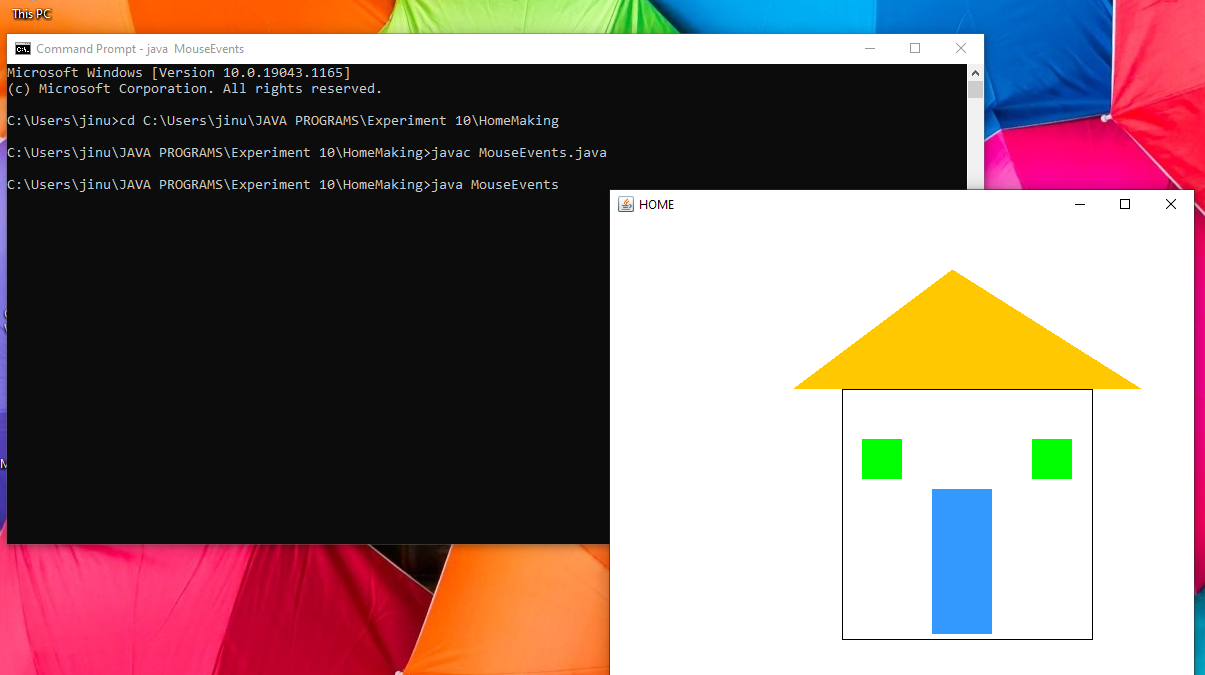 This PC
Command Prompt - java  MouseEvents
Microsoft Windows [Version 10.0.19043.1165]
(c) Microsoft Corporation. All rights reserved.
C:\Users\jinu>cd C:\Users\jinu\JAVA PROGRAMS\Experiment 10\HomeMaking
C:\Users\jinu\JAVA PROGRAMS\Experiment 10\HomeMaking>javac MouseEvents.java
C:\Users\jinu\JAVA PROGRAMS\Experiment 10\HomeMaking>java MouseEvents
HOME